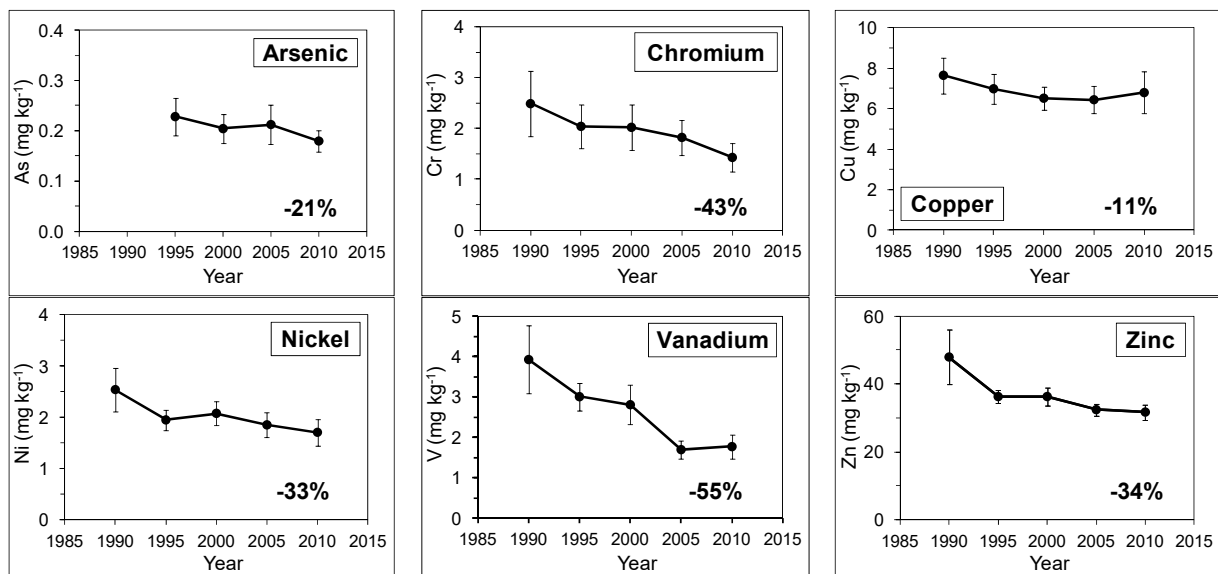 Arsenic
As (mg kg-1)
0.4
0.3
0.2
0.1
0.0
-21%
1985 1990 1995 2000 2005 2010 2015
Year
Chromium
Cr (mg kg-1)
4
3
2
1
0
-43%
1985 1990 1995 2000 2005 2010 2015
Year
Cu (mg kg-1)
10
8
6
4
2
0
Copper
-11%
1985 1990 1995 2000 2005 2010 2015
Year
Nickel
Ni (mg kg-1)
4
3
2
1
0
-33%
1985 1990 1995 2000 2005 2010 2015
Year
Vanadium
V (mg kg-1)
5
4
3
2
1
0
-55%
1985 1990 1995 2000 2005 2010 2015
Year
Zinc
Zn (mg kg-1)
60
40
20
0
-34%
1985 1990 1995 2000 2005 2010 2015
Year